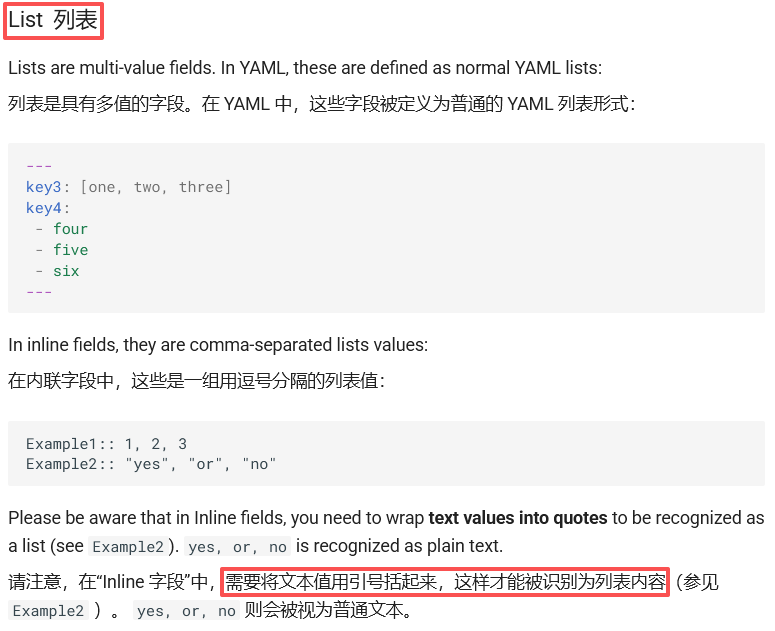 List 列表
Lists are multi-value fields. In YAML, these are defined as normal YAML lists:
列表是具有多值的字段。在 YAML 中，这些字段被定义为普通的 YAML 列表形式：
---
key3: [one, two, three]
key4:
 - four
 - five
 - six
---
In inline fields, they are comma-separated lists values:
在内联字段中，这些是一组用逗号分隔的列表值：
Example1:: 1, 2, 3
Example2:: "yes", "or", "no"
Please be aware that in Inline fields, you need to wrap text values into quotes to be recognized as
a list (see Example2). yes, or, no is recognized as plain text.
请注意，在“Inline 字段”中，需要将文本值用引号括起来，这样才能被识别为列表内容（参见
Example2 ）。 yes, or, no 则会被视为普通文本。